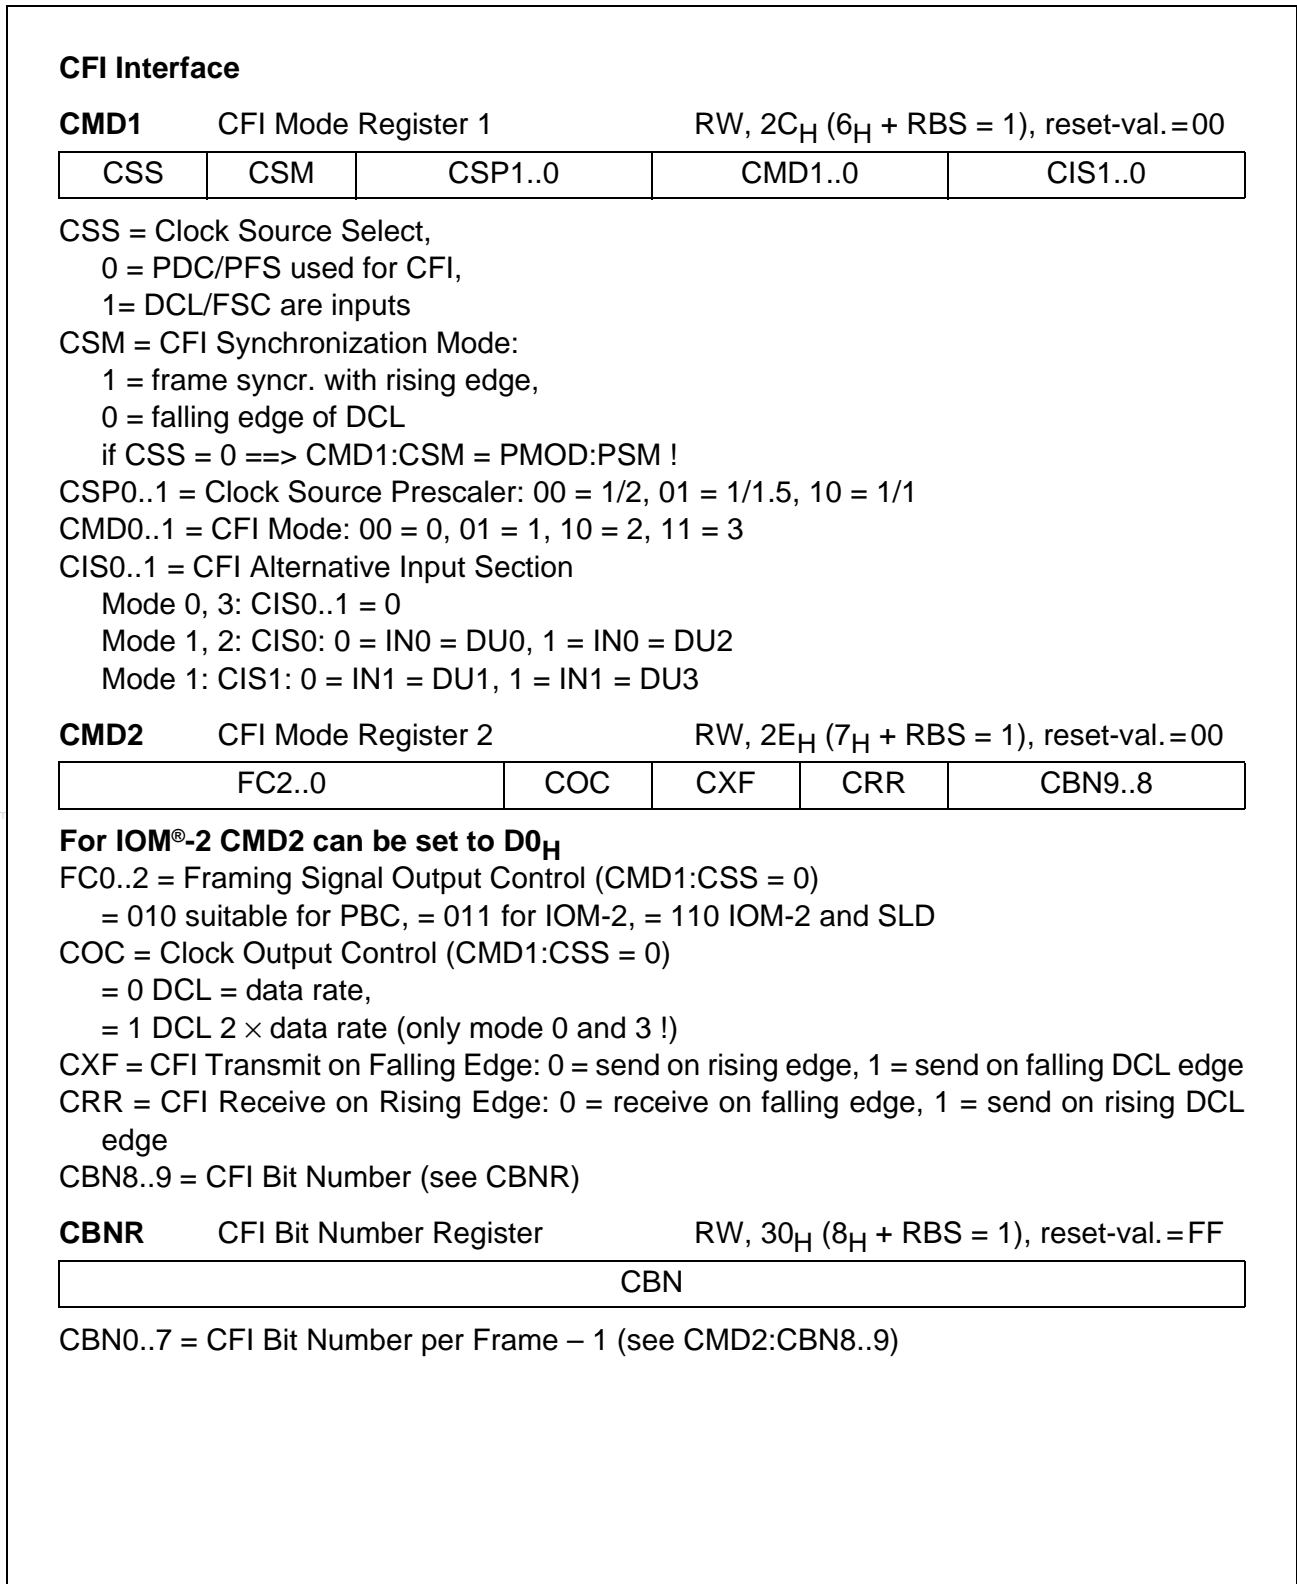 CFI Interface
CMD1 CFI Mode Register 1 RW, 2CH (6H + RBS = 1), reset-val. = 00
CSS CSM CSP1..0 CMD1..0 CIS1..0
CSS = Clock Source Select,
0 = PDC/PFS used for CFI,
1= DCL/FSC are inputs
CSM = CFI Synchronization Mode:
1 = frame syncr. with rising edge,
0 = falling edge of DCL
if CSS = 0 ==> CMD1:CSM = PMOD:PSM !
CSP0..1 = Clock Source Prescaler: 00 = 1/2, 01 = 1/1.5, 10 = 1/1
CMD0..1 = CFI Mode: 00 = 0, 01 = 1, 10 = 2, 11 = 3
CIS0..1 = CFI Alternative Input Section
Mode 0, 3: CIS0..1 = 0
Mode 1, 2: CIS0: 0 = IN0 = DU0, 1 = IN0 = DU2
Mode 1: CIS1: 0 = IN1 = DU1, 1 = IN1 = DU3
CMD2 CFI Mode Register 2 RW, 2EH (7H + RBS = 1), reset-val. = 00
FC2..0 COC CXF CRR CBN9..8
For IOM®-2 CMD2 can be set to D0H
FC0..2 = Framing Signal Output Control (CMD1:CSS = 0)
= 010 suitable for PBC, = 011 for IOM-2, = 110 IOM-2 and SLD
COC = Clock Output Control (CMD1:CSS = 0)
= 0 DCL = data rate,
= 1 DCL 2 × data rate (only mode 0 and 3 !)
CXF = CFI Transmit on Falling Edge: 0 = send on rising edge, 1 = send on falling DCL edge
CRR = CFI Receive on Rising Edge: 0 = receive on falling edge, 1 = send on rising DCL
edge
CBN8..9 = CFI Bit Number (see CBNR)
CBNR CFI Bit Number Register RW, 30H (8H + RBS = 1), reset-val. = FF
CBN
CBN0..7 = CFI Bit Number per Frame – 1 (see CMD2:CBN8..9)